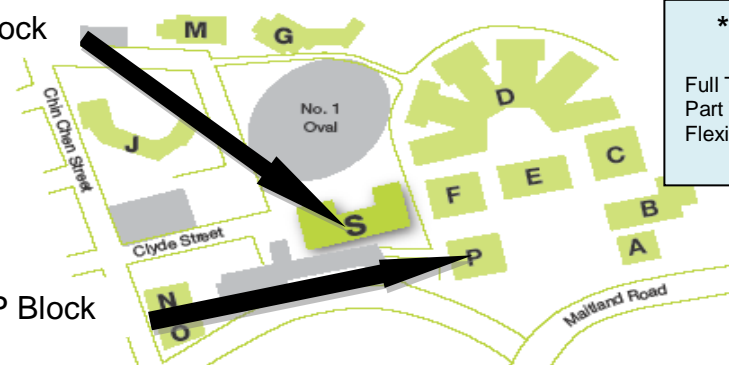 ock
M
G
*
Full T
Part
Flexi
D
No. 1
Oval
Chin Chen Street
J
C
E
F
B
S
Clyde Street
P
A
N
P Block
O
Maitland Road